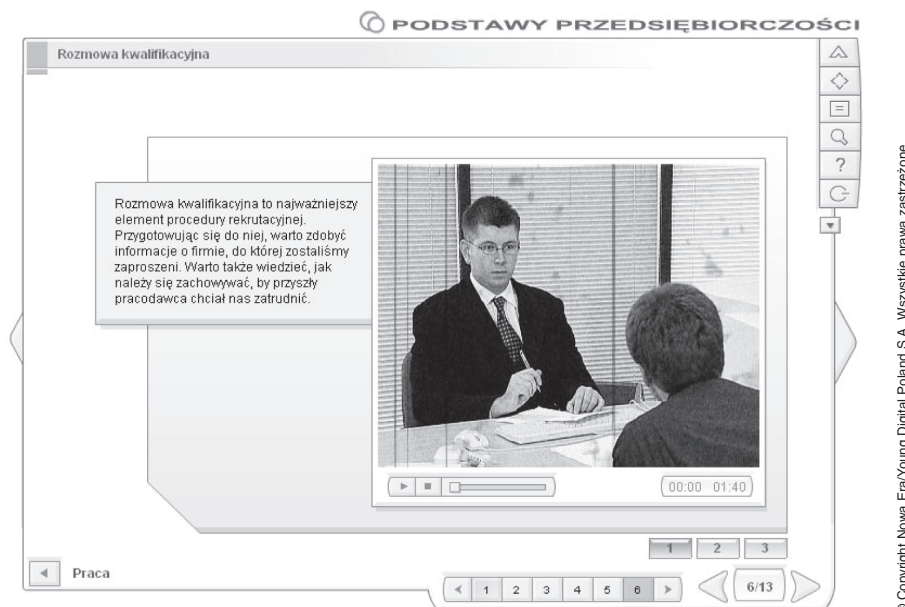 PODSTAWY PRZEDSIĘBIORCZOŚCI
Rozmowa kwalifikacyjna
?
Rozmowa kwalifikacyjna to najważniejszy
element procedury rekrutacyjnej.
Przygotowując się do niej, warto zdobyć
informacje o firmie, do której zostaliśmy
zaproszeni. Warto także wiedzieć, jak
należy się zachowywać, by przyszły
pracodawca chciał nas zatrudnić.
00:00 01:40
1 2 3
Praca
1 2 3 4 5 6
6/13
© Copyright Nowa Era/Young Digital Poland S.A. Wszystkie prawa zastrzeżone